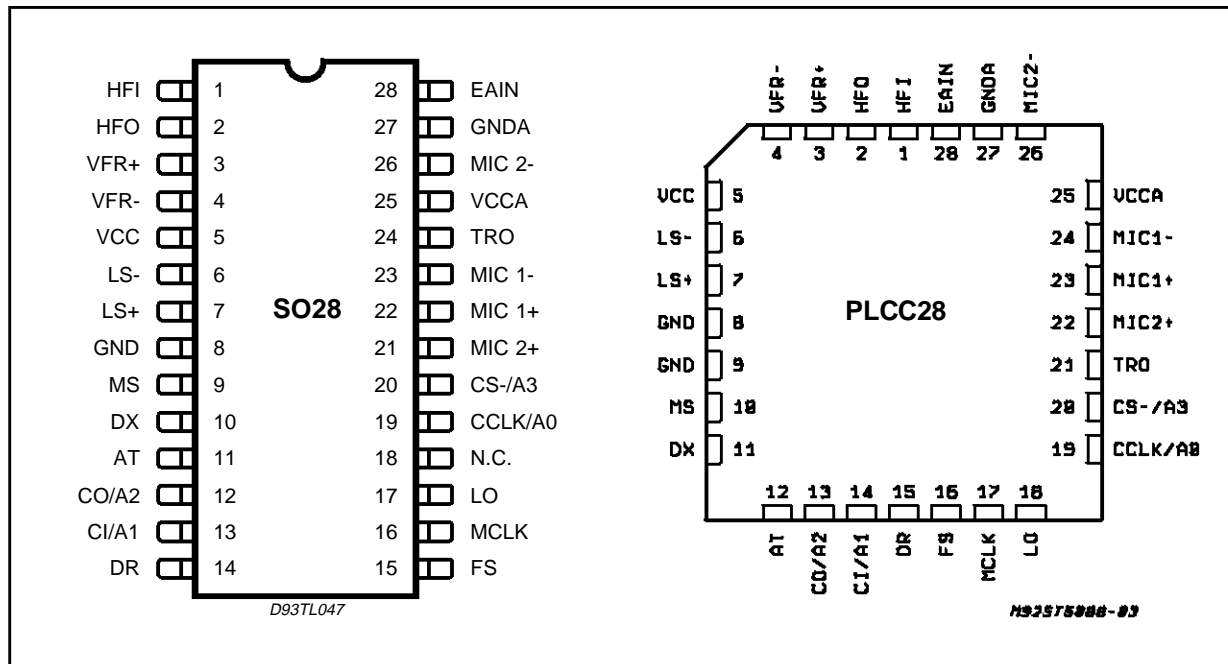 HFI 1 28 EAIN
HFO 2 27 GNDA
VFR+ 3 26 MIC 2-
VFR- 4 25 VCCA
VCC 5 24 TRO
LS- 6 23 MIC 1-
LS+ 7 22 MIC 1+
GND 8 21 MIC 2+
MS 9 20 CS-/A3
DX 10 19 CCLK/A0
AT 11 18 N.C.
CO/A2 12 17 LO
CI/A1 13 16 MCLK
DR 14 15 FS
SO28
D93TL047
VFR- VFR+ HFO HFI EAIN GNDA MIC2-
4 3 2 1 28 27 26
VCC 5 25 VCCA
LS- 6 24 MIC1-
LS+ 7 23 MIC1+
GND 8 22 MIC2+
GND 9 21 TRO
MS 10 20 CS-/A3
DX 11 19 CCLK/A0
PLCC28
12 13 14 15 16 17 18
AT CO/A2 CI/A1 DR FS MCLK LO
M92ST5080-03